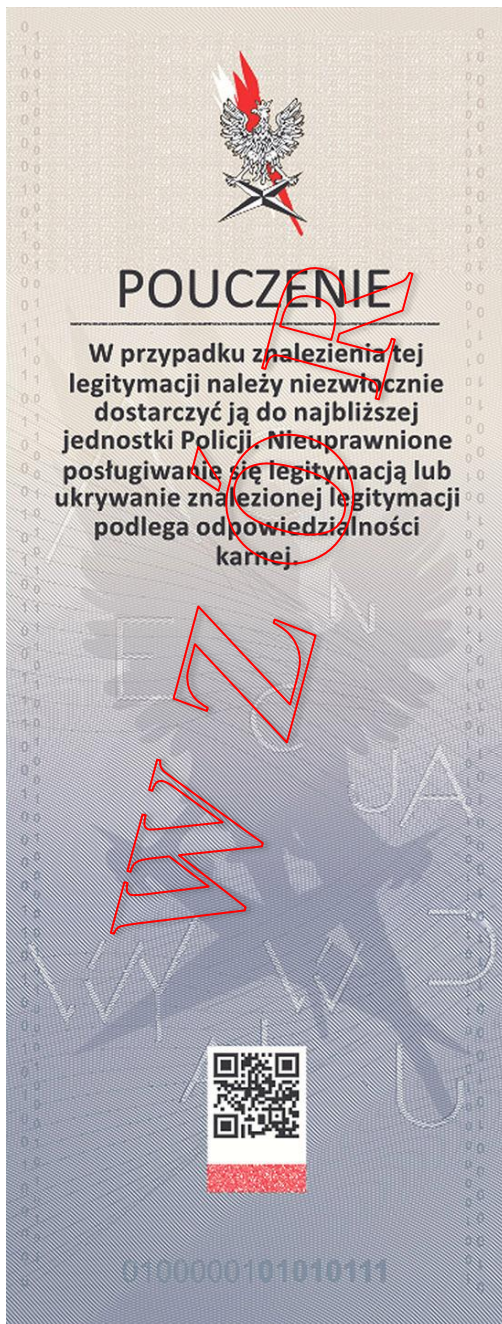 POUCZENIE
W przypadku znalezienia tej
legitymacji należy niezwłocznie
dostarczyć ją do najbliższej
jednostki Policji. Nieuprawnione
posługiwanie się legitymacją lub
ukrywanie znalezionej legitymacji
podlega odpowiedzialności
karnej.
WZÓR
E
N
C
JA
W
W
D
U
0100000101010111